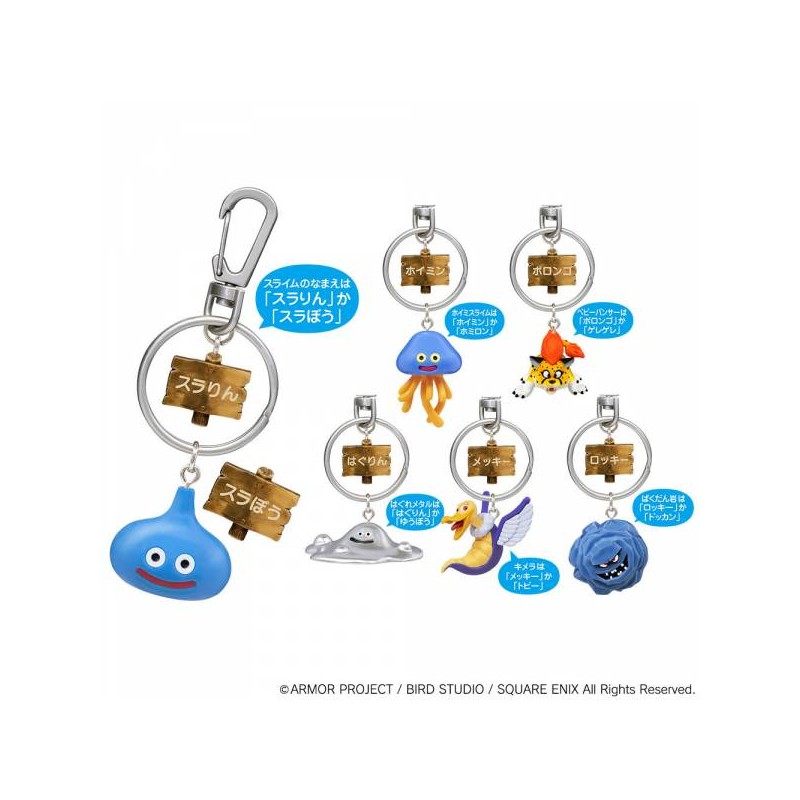 スライムのなまえは
「スラりん」か
「スラぼう」
スラりん
スラぼう
ホイミン
ホイミスライムは
「ホイミン」か
「ホミロン」
ボロンゴ
ベビーパンサーは
「ボロンゴ」か
「ゲレゲレ」
はぐりん
はぐれメタルは
「はぐりん」か
「ゆうぼう」
メッキー
キメラは
「メッキー」か
「トビー」
ロッキー
ばくだん岩は
「ロッキー」か
「ドッカン」
©ARMOR PROJECT / BIRD STUDIO / SQUARE ENIX All Rights Reserved.